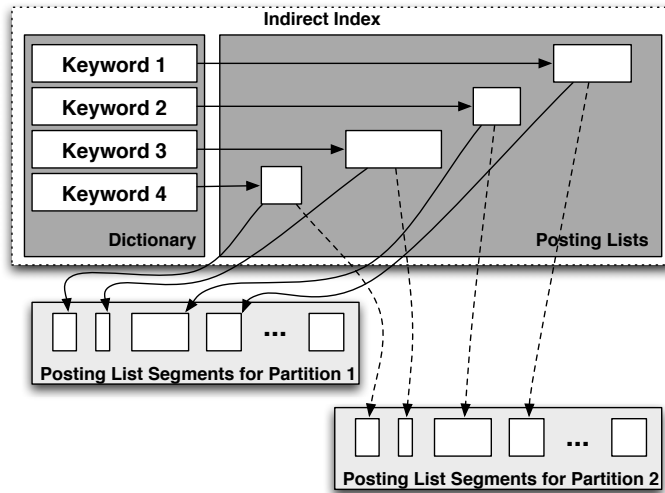 Indirect Index
Keyword 1
Keyword 2
Keyword 3
Keyword 4
Dictionary
Posting Lists
...
Posting List Segments for Partition 1
...
Posting List Segments for Partition 2